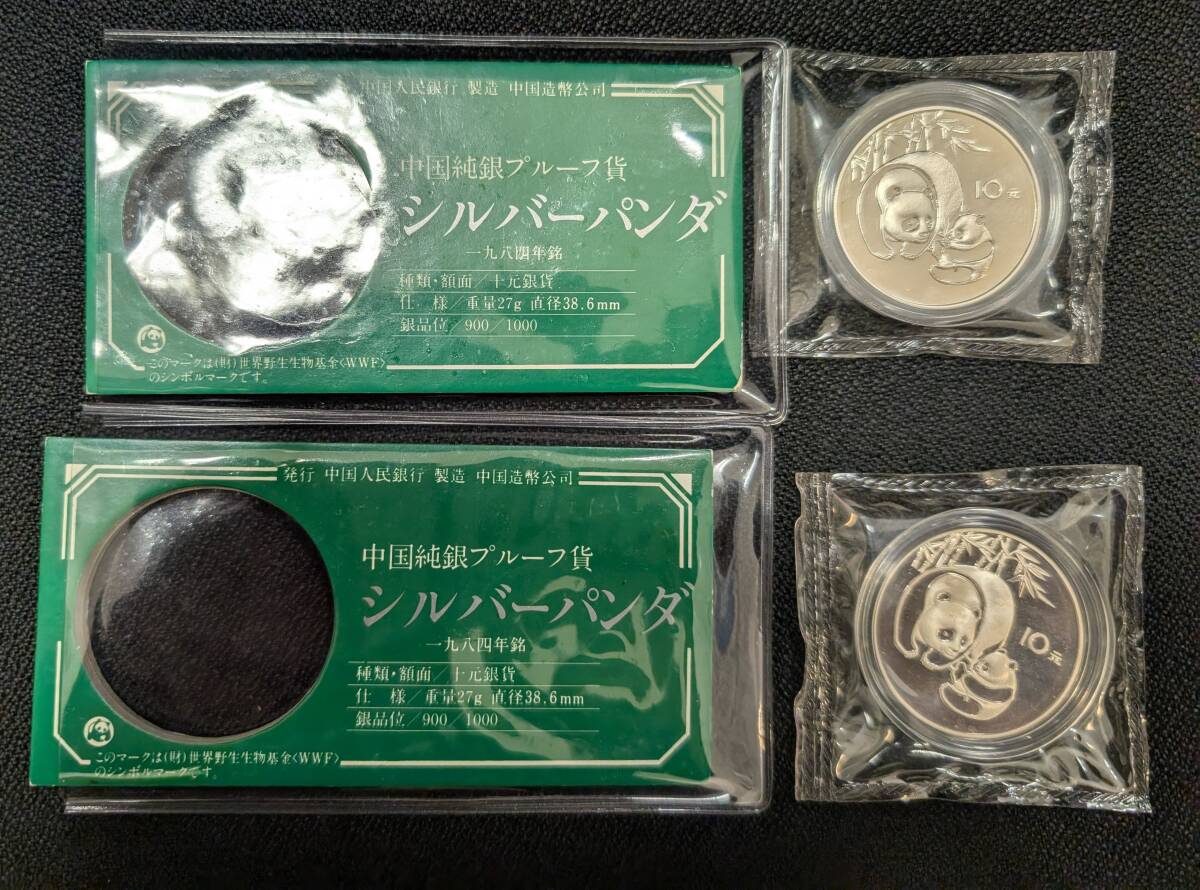 中国人民銀行 製造 中国造幣公司
中国純銀プルーフ貨
シルバーパンダ
一九八四年銘
種類・額面／十元銀貨
仕 様／重量27g 直径38.6mm
銀品位／900／1000
このマークは(財)世界野生生物基金〈WWF〉
のシンボルマークです。
10元
発行 中国人民銀行 製造 中国造幣公司
中国純銀プルーフ貨
シルバーパンダ
一九八四年銘
種類・額面／十元銀貨
仕 様／重量27g 直径38.6mm
銀品位／900／1000
このマークは(財)世界野生生物基金〈WWF〉
のシンボルマークです。
10元